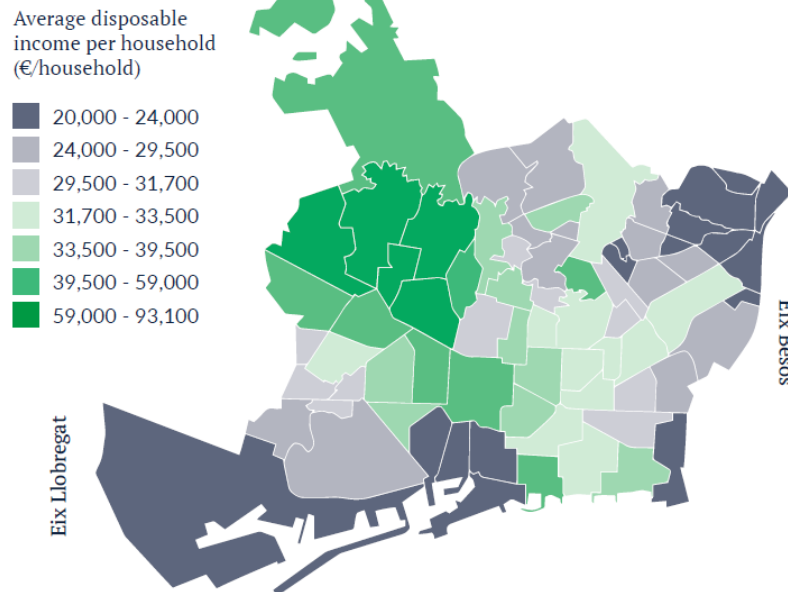 Average disposable
income per household
(€/household)
20,000 - 24,000
24,000 - 29,500
29,500 - 31,700
31,700 - 33,500
33,500 - 39,500
39,500 - 59,000
59,000 - 93,100
Eix Llobregat
Eix Besòs